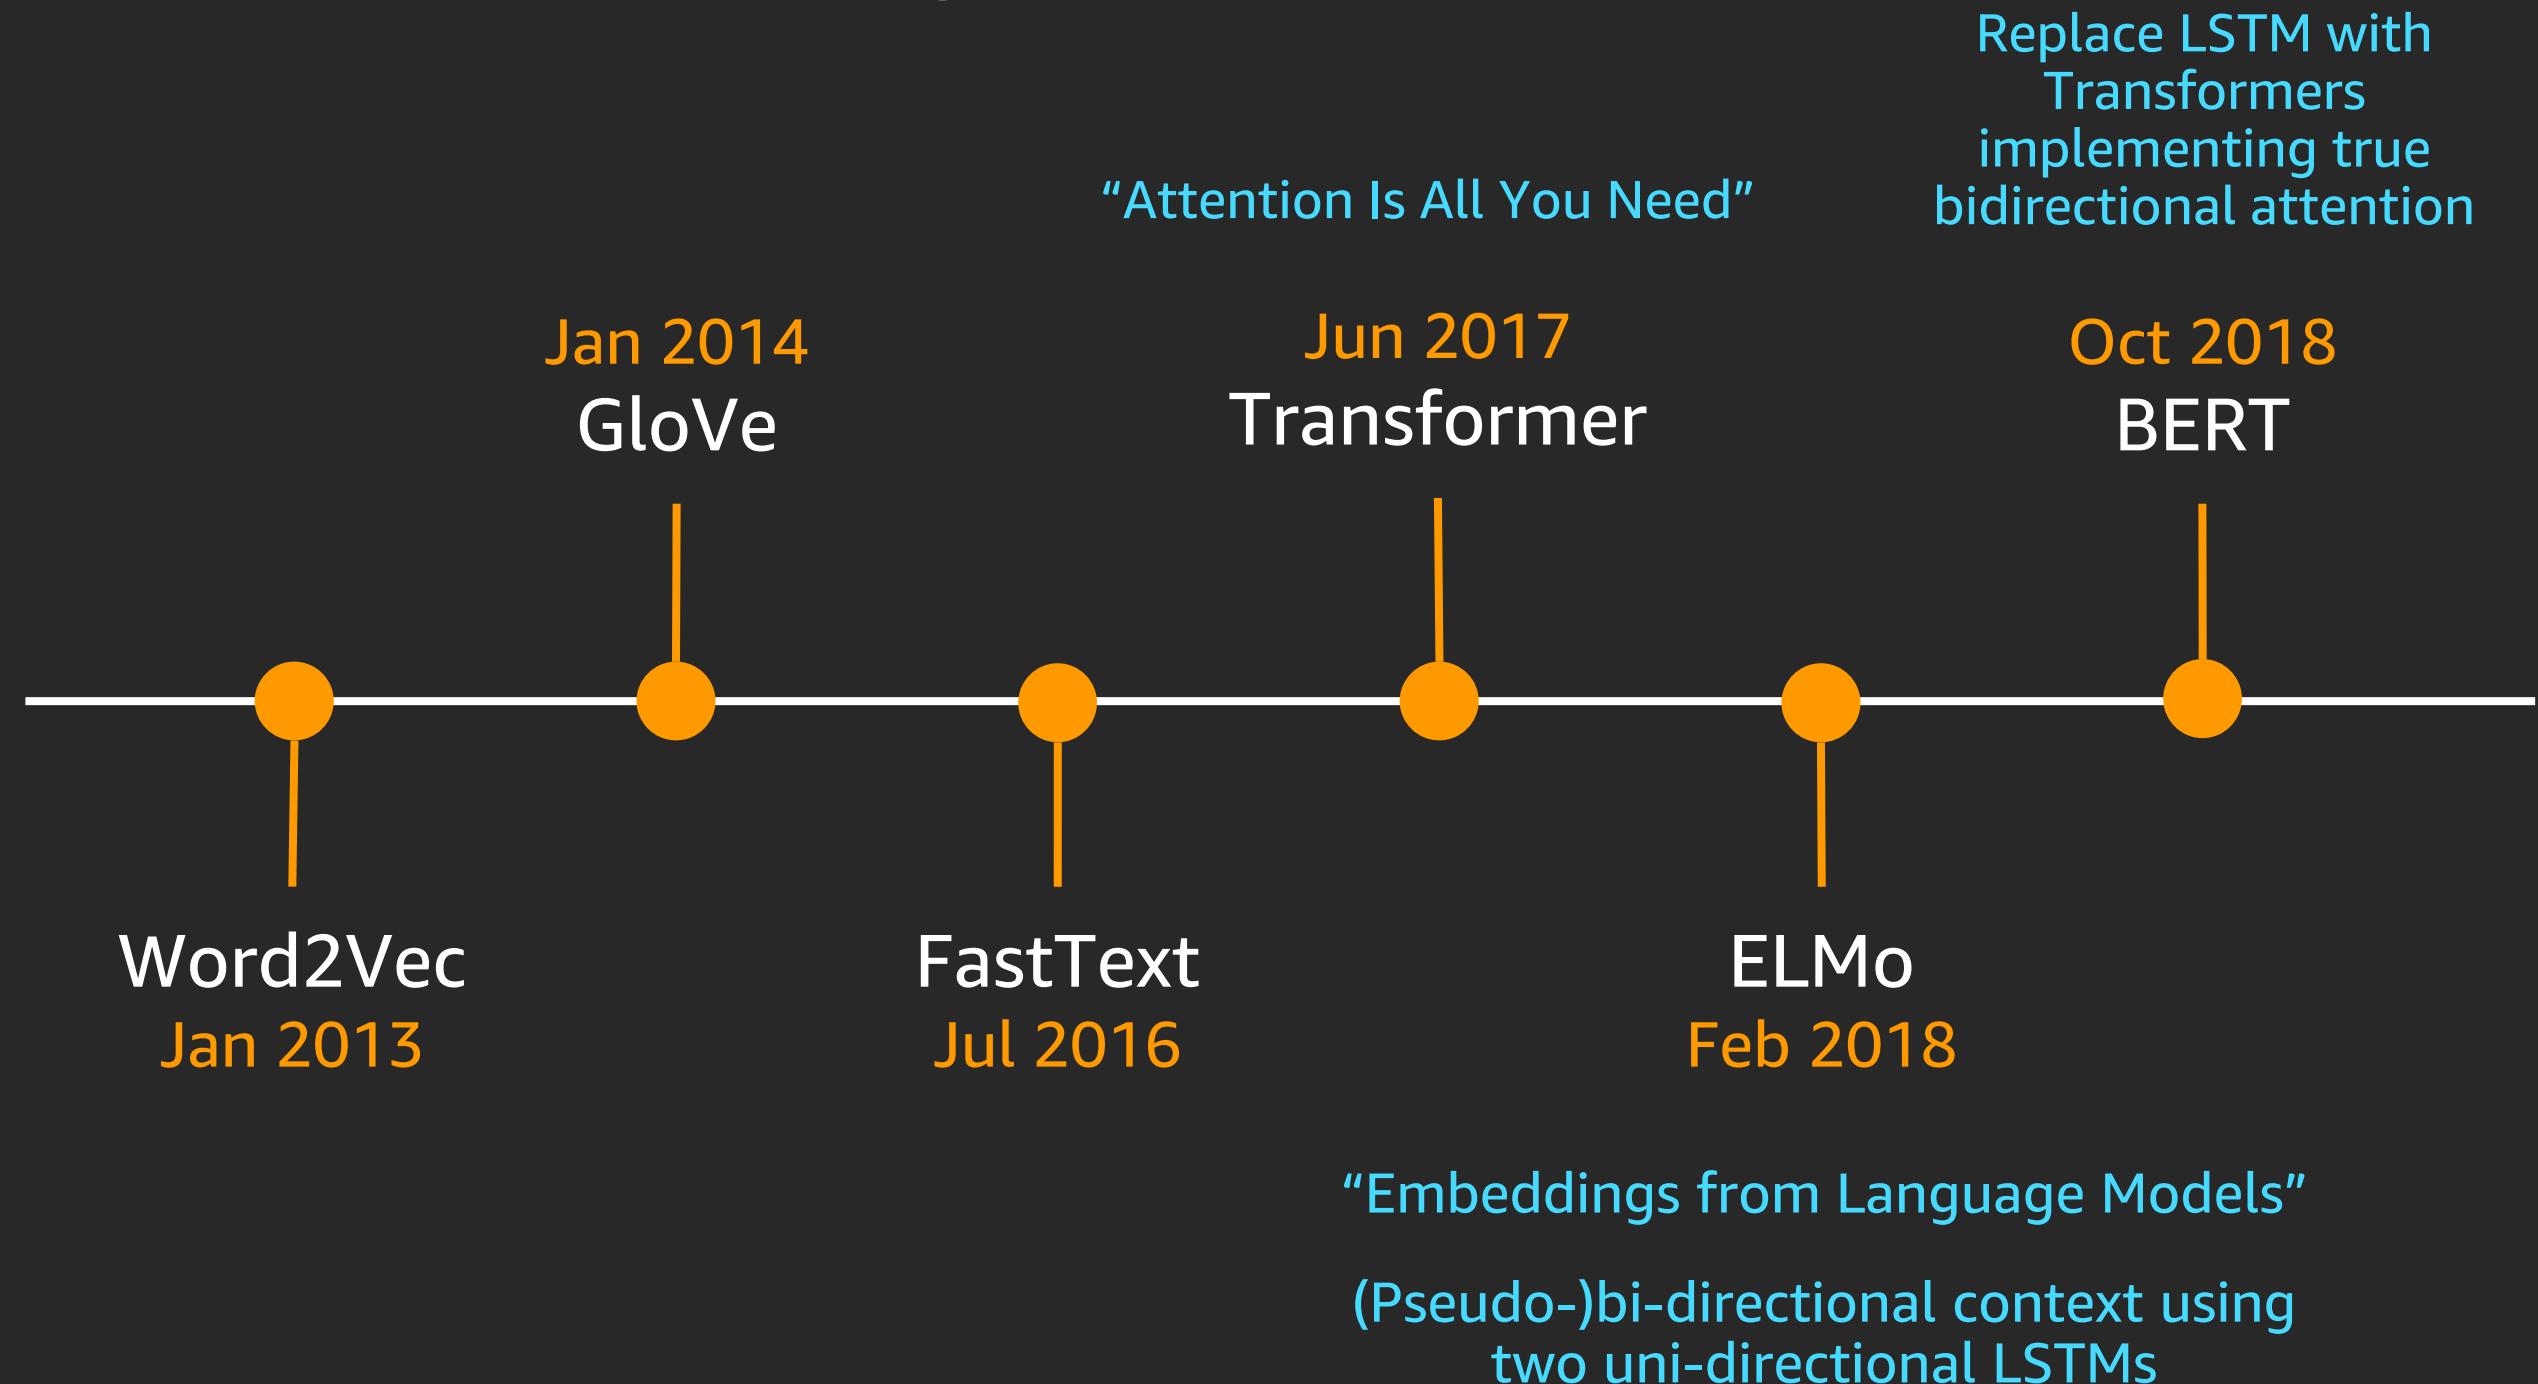 Replace LSTM with
Transformers
implementing true
bidirectional attention
“Attention Is All You Need”
Jan 2014
GloVe
Jun 2017
Transformer
Oct 2018
BERT
Word2Vec
Jan 2013
FastText
Jul 2016
ELMo
Feb 2018
“Embeddings from Language Models”
(Pseudo-)bi-directional context using
two uni-directional LSTMs